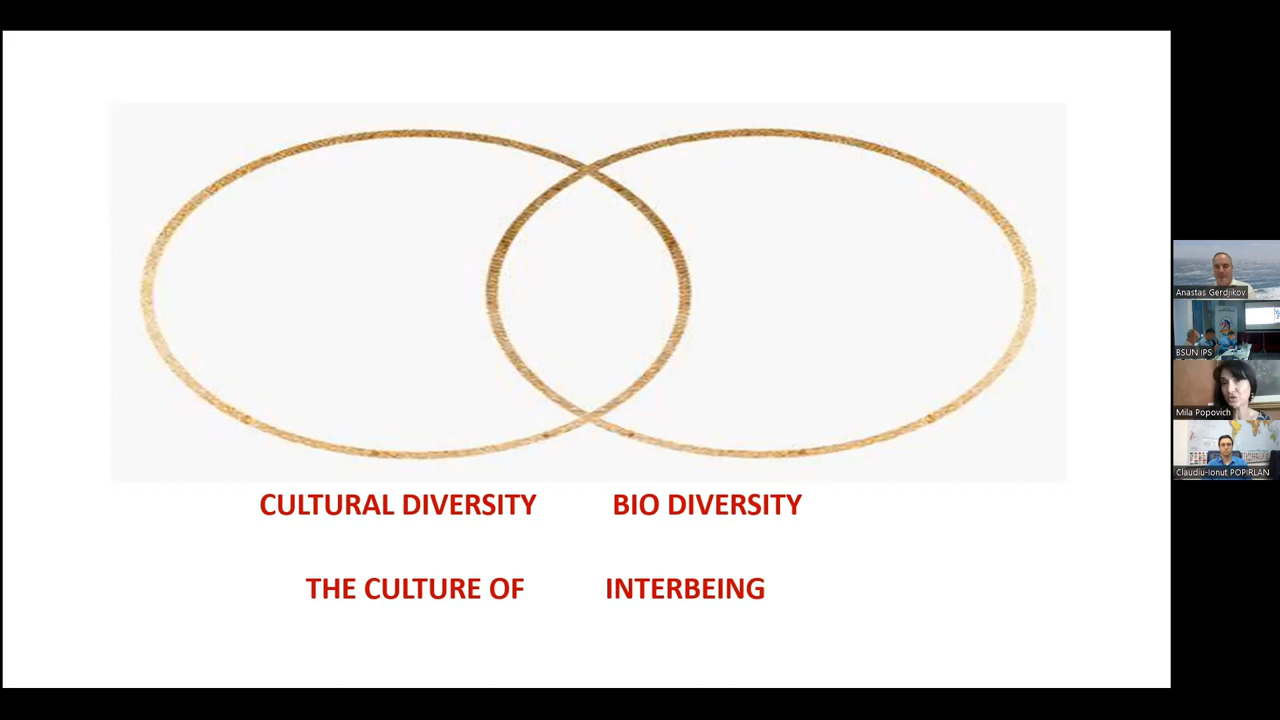 CULTURAL DIVERSITY BIO DIVERSITY
THE CULTURE OF INTERBEING
Anastas Gerdjikov
BSUN IPS
Mila Popovich
Claudiu-Ionut POPIRLAN